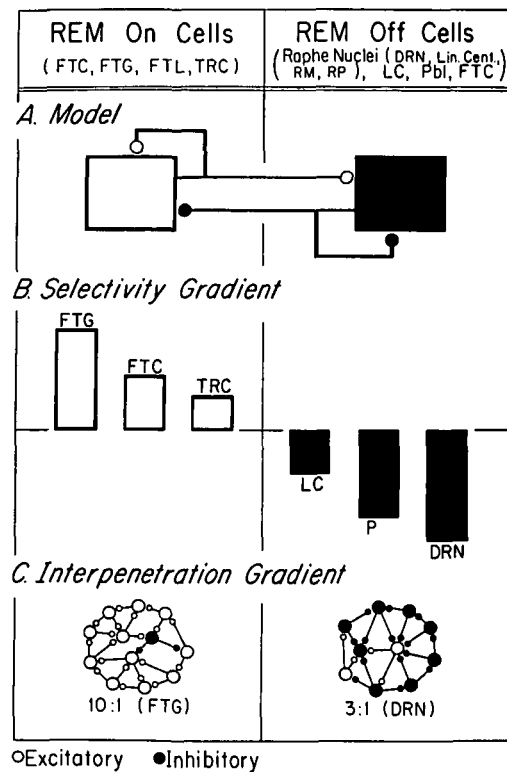 REM On Cells
(FTC, FTG, FTL, TRC)
REM Off Cells
(Raphe Nuclei (DRN, Lin. Cent.,
RM, RP), LC, PbI, FTC)
A. Model
B. Selectivity Gradient
FTG
FTC
TRC
LC
P
DRN
C. Interpenetration Gradient
10:1 (FTG)
3:1 (DRN)
Excitatory
Inhibitory